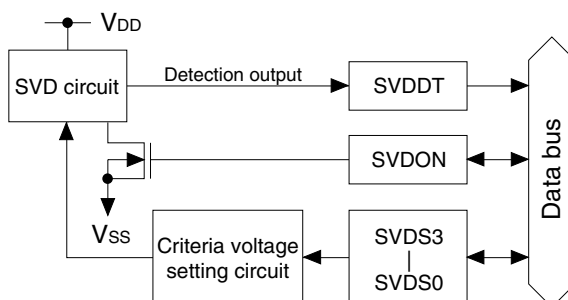 VDD
SVD circuit
Detection output
SVDDT
SVDON
VSS
Criteria voltage
setting circuit
SVDS3
SVDS0
Data bus